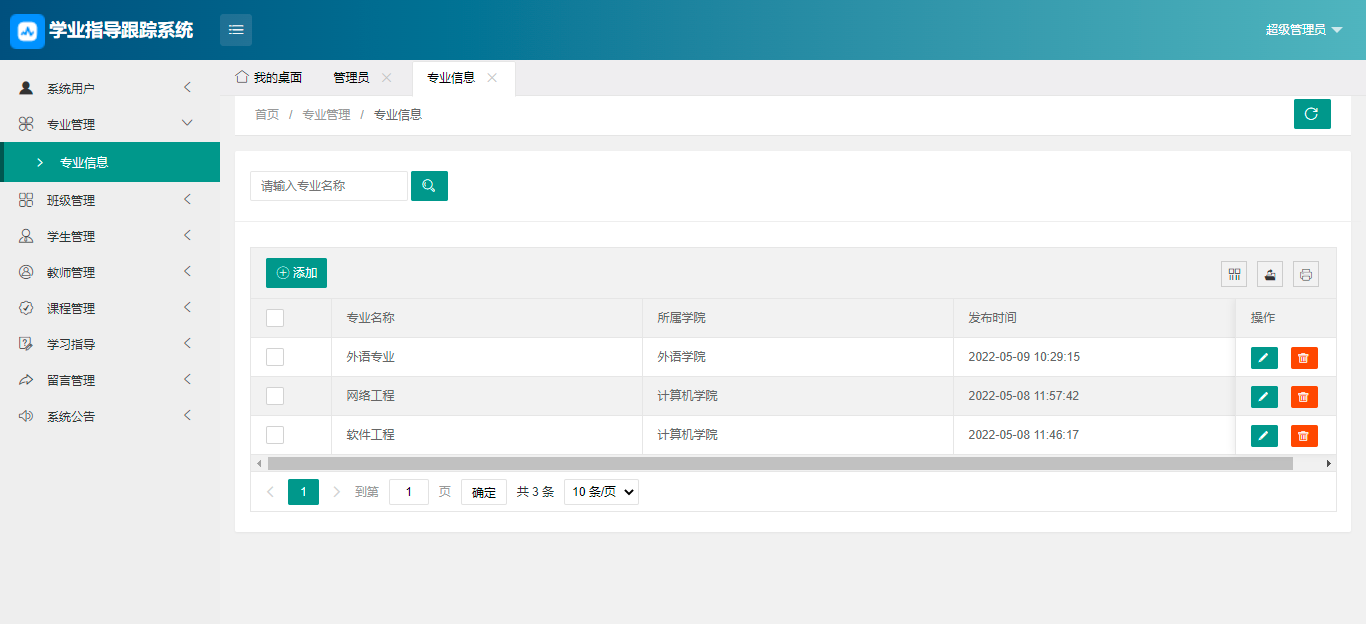 学业指导跟踪系统
超级管理员
系统用户
专业管理
专业信息
班级管理
学生管理
教师管理
课程管理
学习指导
留言管理
系统公告
我的桌面 管理员 专业信息
首页 / 专业管理 / 专业信息
请输入专业名称
添加
专业名称 所属学院 发布时间 操作
外语专业 外语学院 2022-05-09 10:29:15
网络工程 计算机学院 2022-05-08 11:57:42
软件工程 计算机学院 2022-05-08 11:46:17
1 到第 1 页 确定 共 3 条 10 条/页